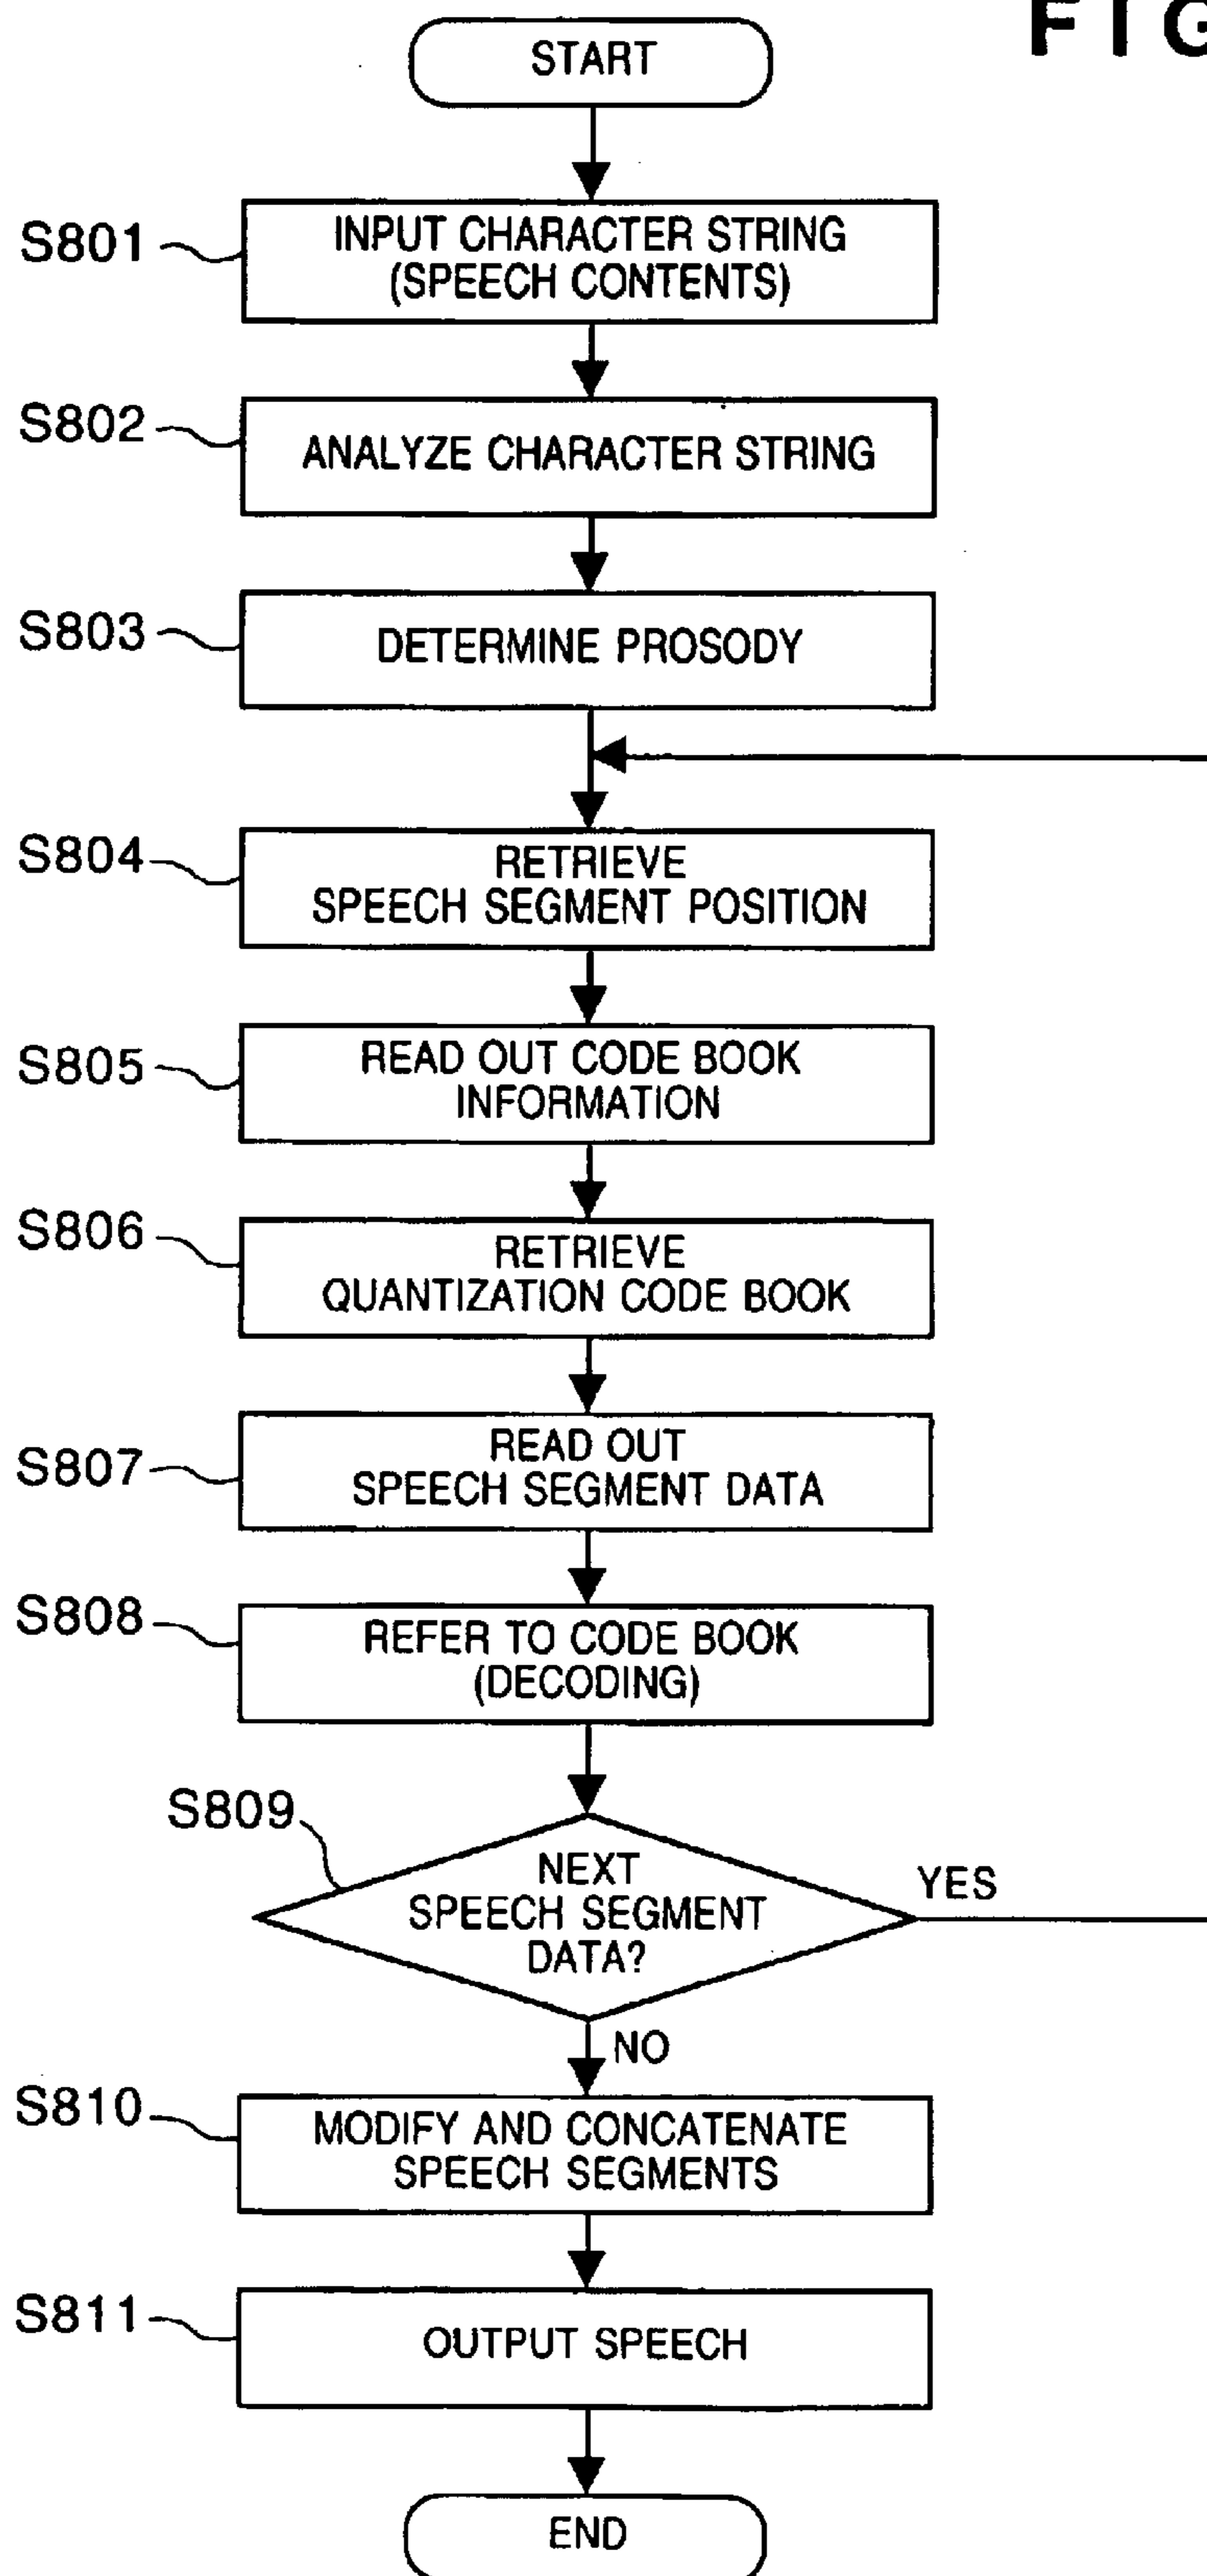 FIG
START
S801
INPUT CHARACTER STRING
(SPEECH CONTENTS)
S802
ANALYZE CHARACTER STRING
S803
DETERMINE PROSODY
S804
RETRIEVE
SPEECH SEGMENT POSITION
S805
READ OUT CODE BOOK
INFORMATION
S806
RETRIEVE
QUANTIZATION CODE BOOK
S807
READ OUT
SPEECH SEGMENT DATA
S808
REFER TO CODE BOOK
(DECODING)
S809
NEXT
SPEECH SEGMENT
DATA?
YES
NO
S810
MODIFY AND CONCATENATE
SPEECH SEGMENTS
S811
OUTPUT SPEECH
END